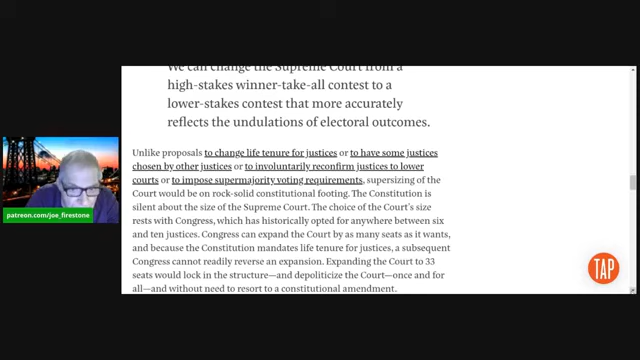 We can change the Supreme Court from a
high-stakes winner-take-all contest to a
lower-stakes contest that more accurately
reflects the undulations of electoral outcomes.
Unlike proposals to change life tenure for justices or to have some justices
chosen by other justices or to involuntarily reconfirm justices to lower
courts or to impose supermajority voting requirements, supersizing of the
Court would be on rock solid constitutional footing. The Constitution is
silent about the size of the Supreme Court. The choice of the Court's size
rests with Congress, which has historically opted for anywhere between six
and ten justices. Congress can expand the Court by as many seats as it wants,
and because the Constitution mandates life tenure for justices, a subsequent
Congress cannot readily reverse an expansion. Expanding the Court to 33
seats would lock in the structure—and depoliticize the Court—once and for
all—and without need to resort to a constitutional amendment.
patreon.com/joe_firestone
TAP